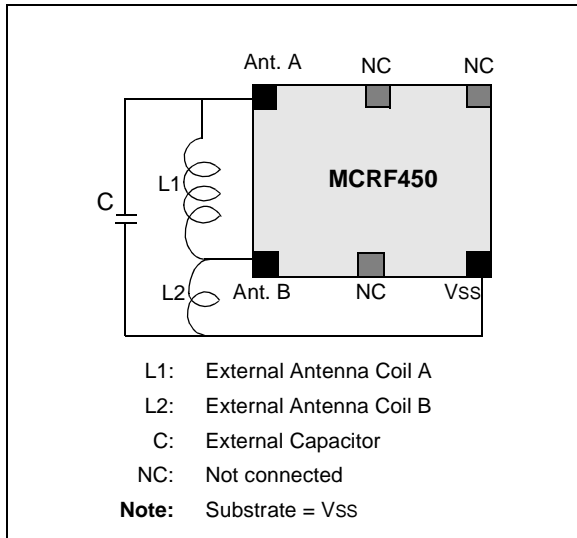 Ant. A NC NC
MCRF450
L1
C
L2
Ant. B NC VSS
L1: External Antenna Coil A
L2: External Antenna Coil B
C: External Capacitor
NC: Not connected
Note: Substrate = VSS